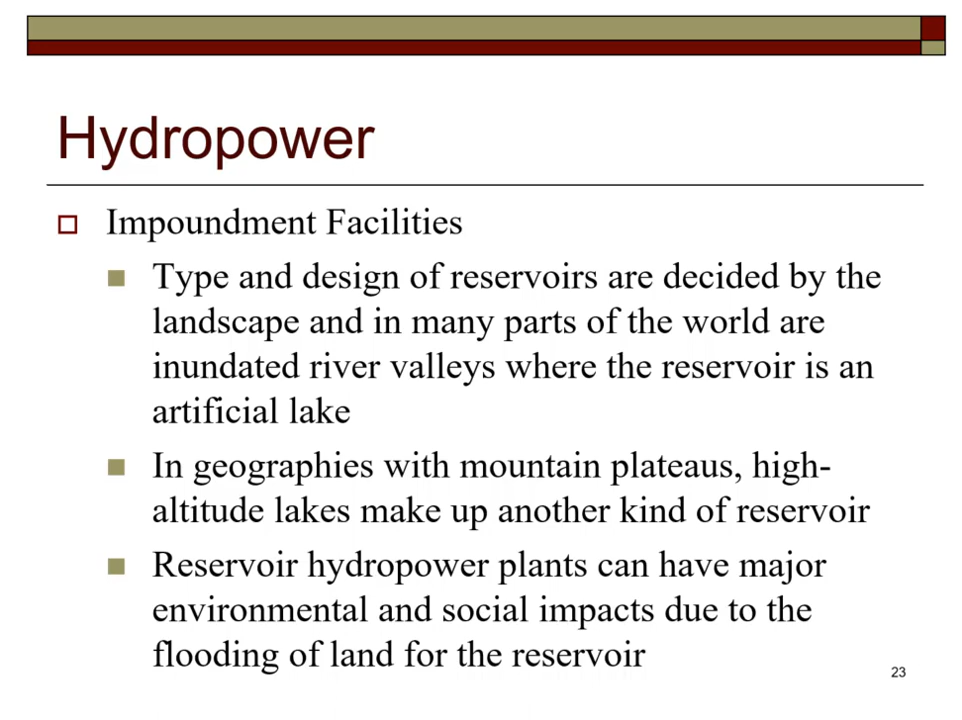 Hydropower
Impoundment Facilities
Type and design of reservoirs are decided by the
landscape and in many parts of the world are
inundated river valleys where the reservoir is an
artificial lake
In geographies with mountain plateaus, high-
altitude lakes make up another kind of reservoir
Reservoir hydropower plants can have major
environmental and social impacts due to the
flooding of land for the reservoir
23